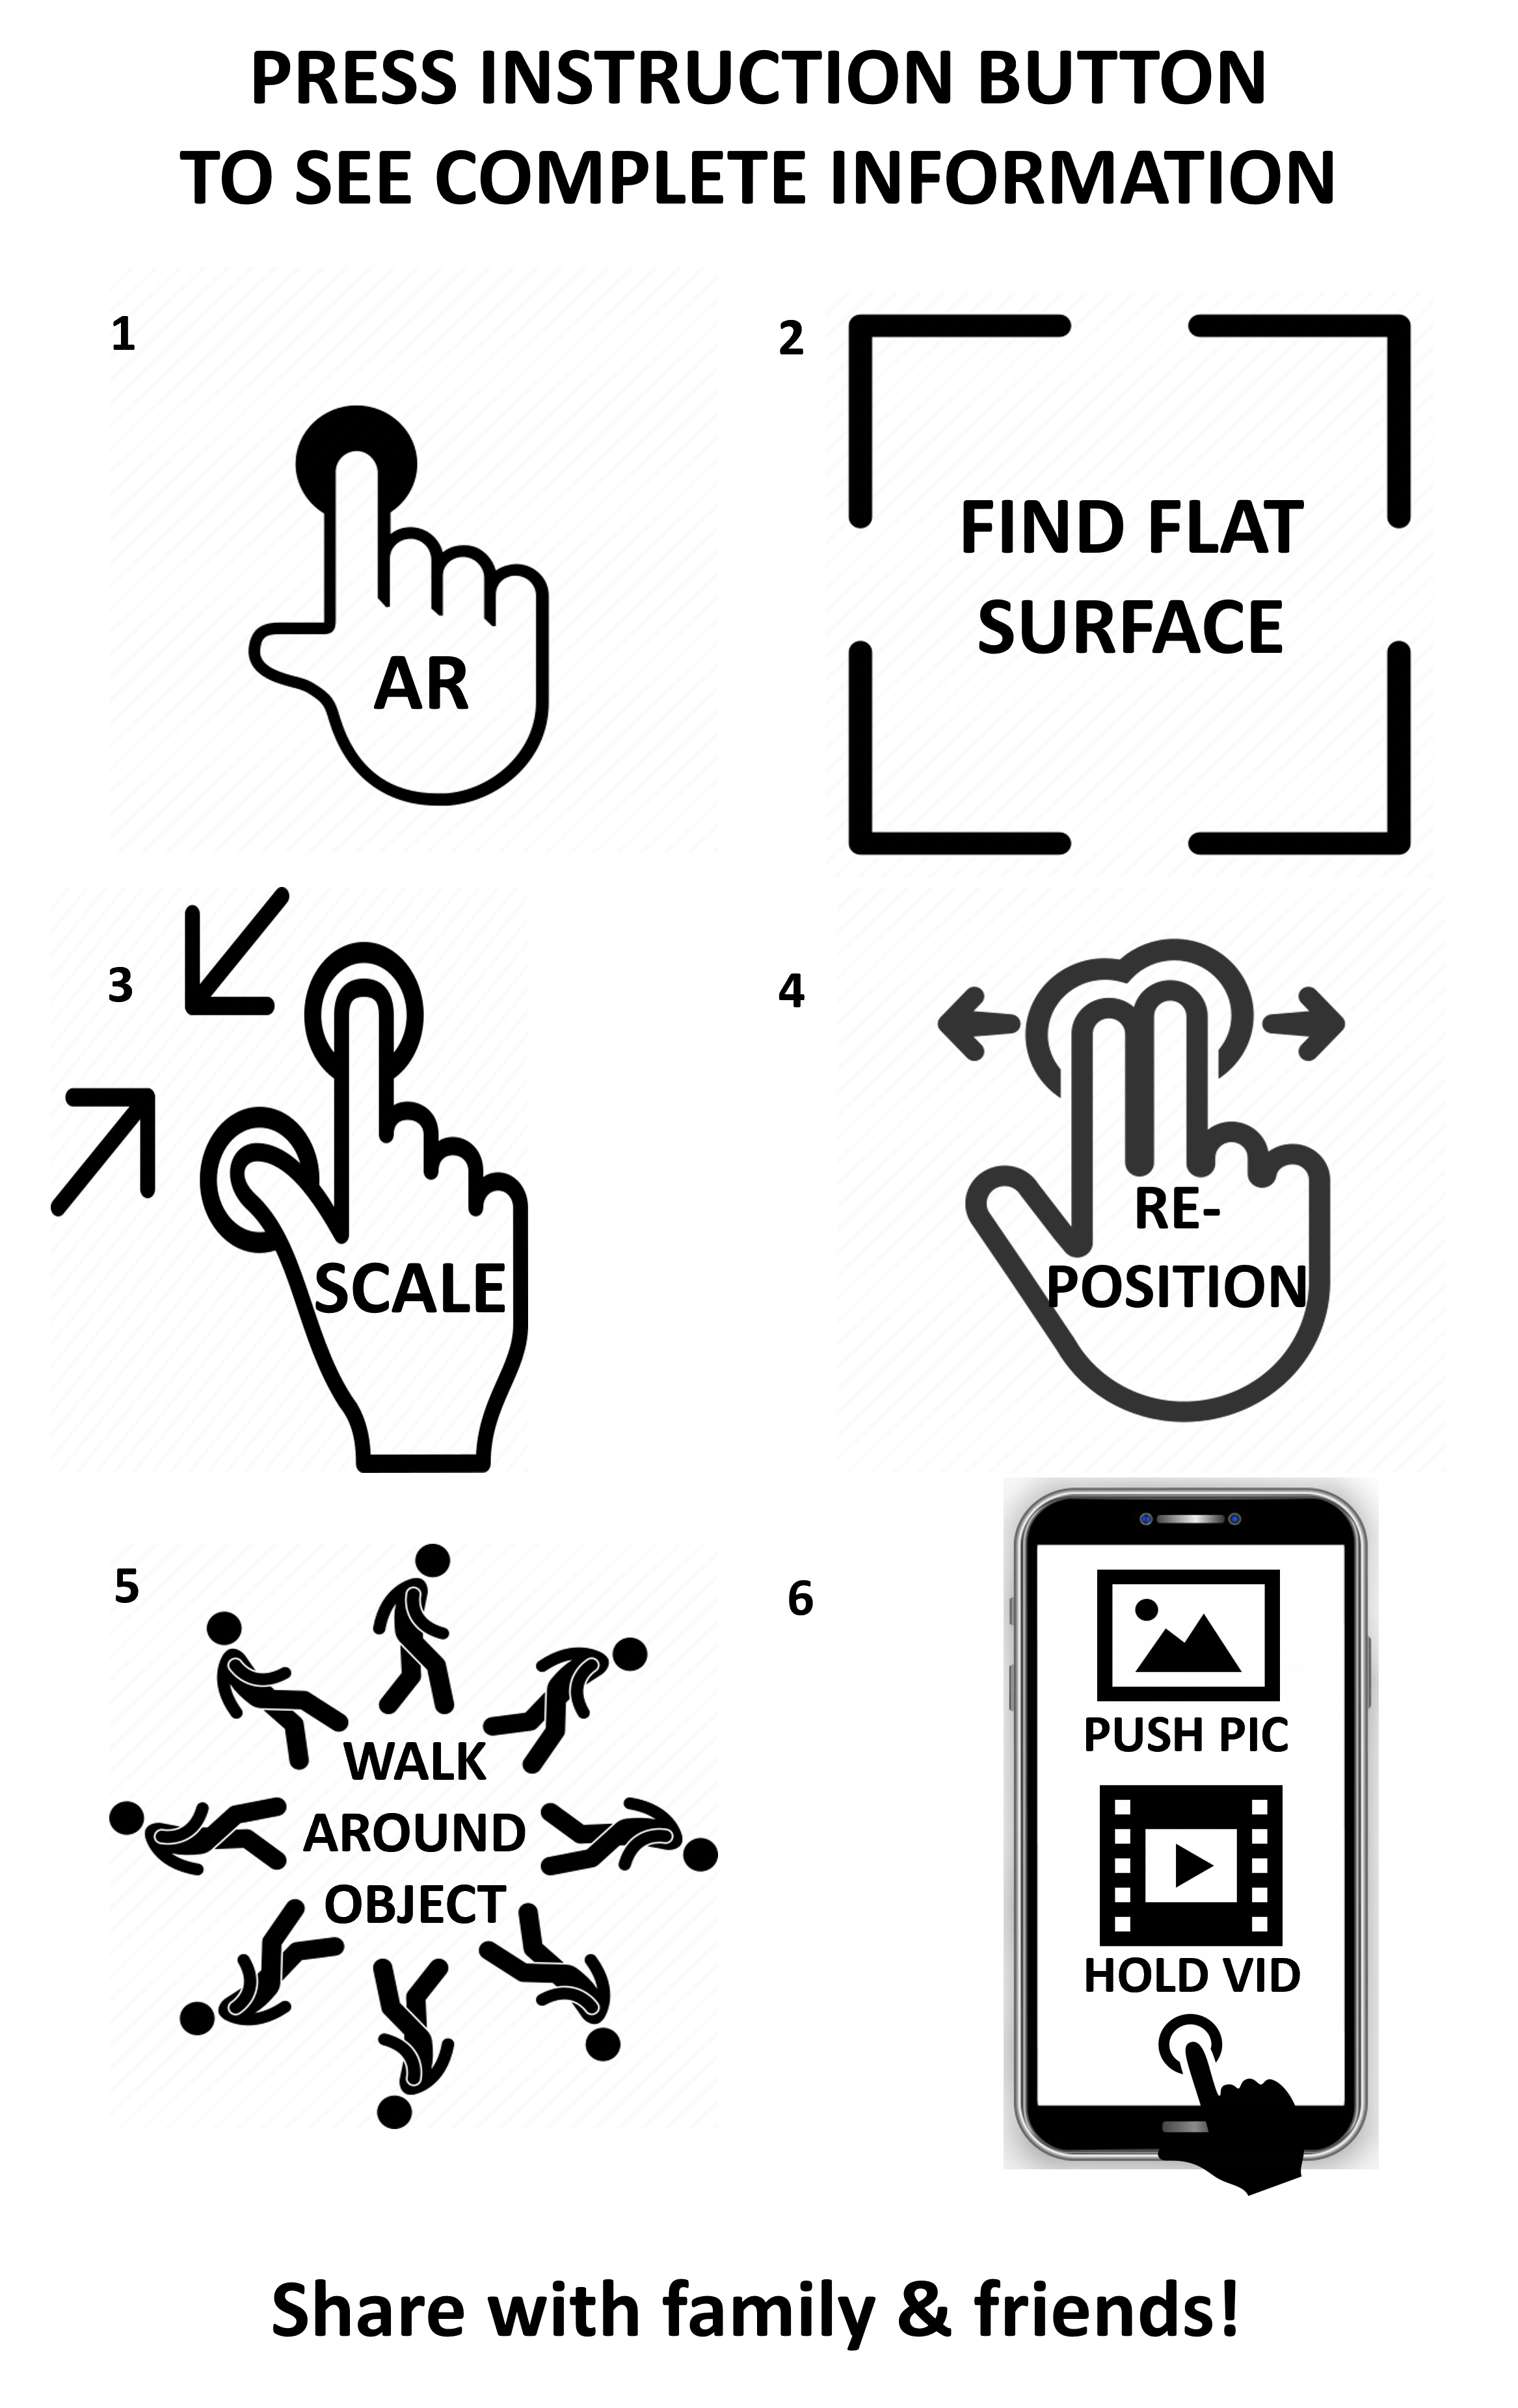 PRESS INSTRUCTION BUTTON
TO SEE COMPLETE INFORMATION
1
AR
2
FIND FLAT
SURFACE
3
SCALE
4
RE-
POSITION
5
WALK
AROUND
OBJECT
6
PUSH PIC
HOLD VID
Share with family & friends!